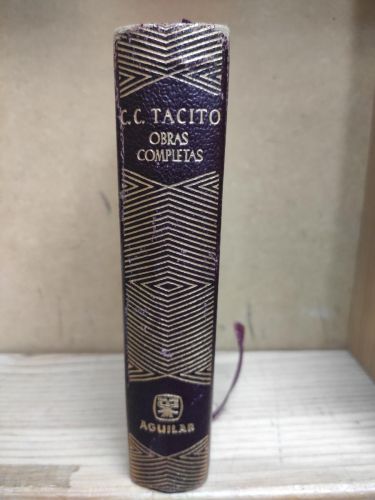 C. C. TACITO
OBRAS
COMPLETAS
AGUILAR